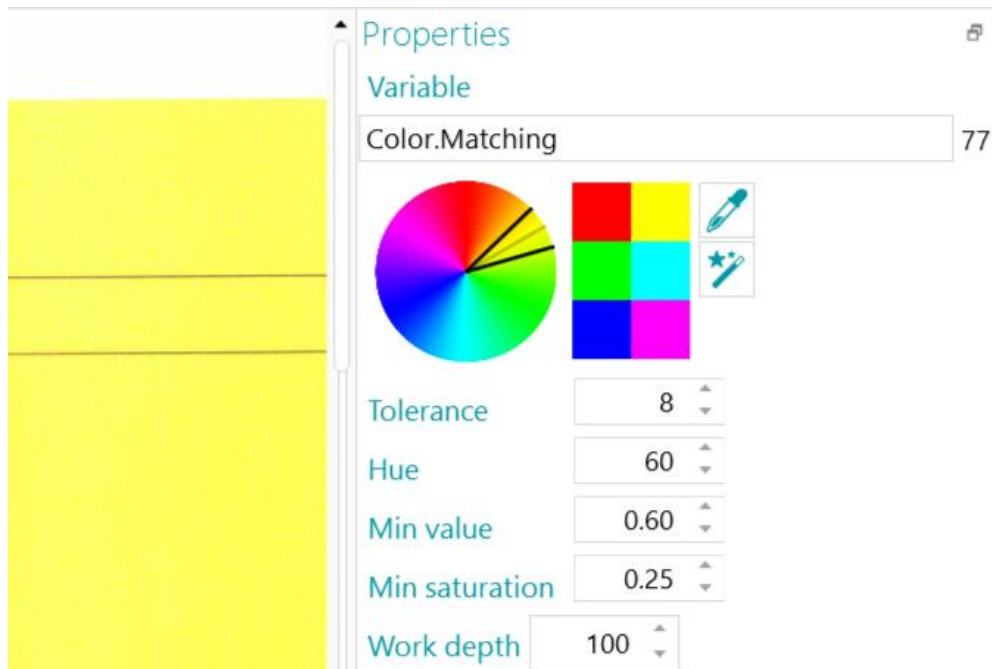 Properties
Variable
Color.Matching 77
Tolerance 8
Hue 60
Min value 0.60
Min saturation 0.25
Work depth 100